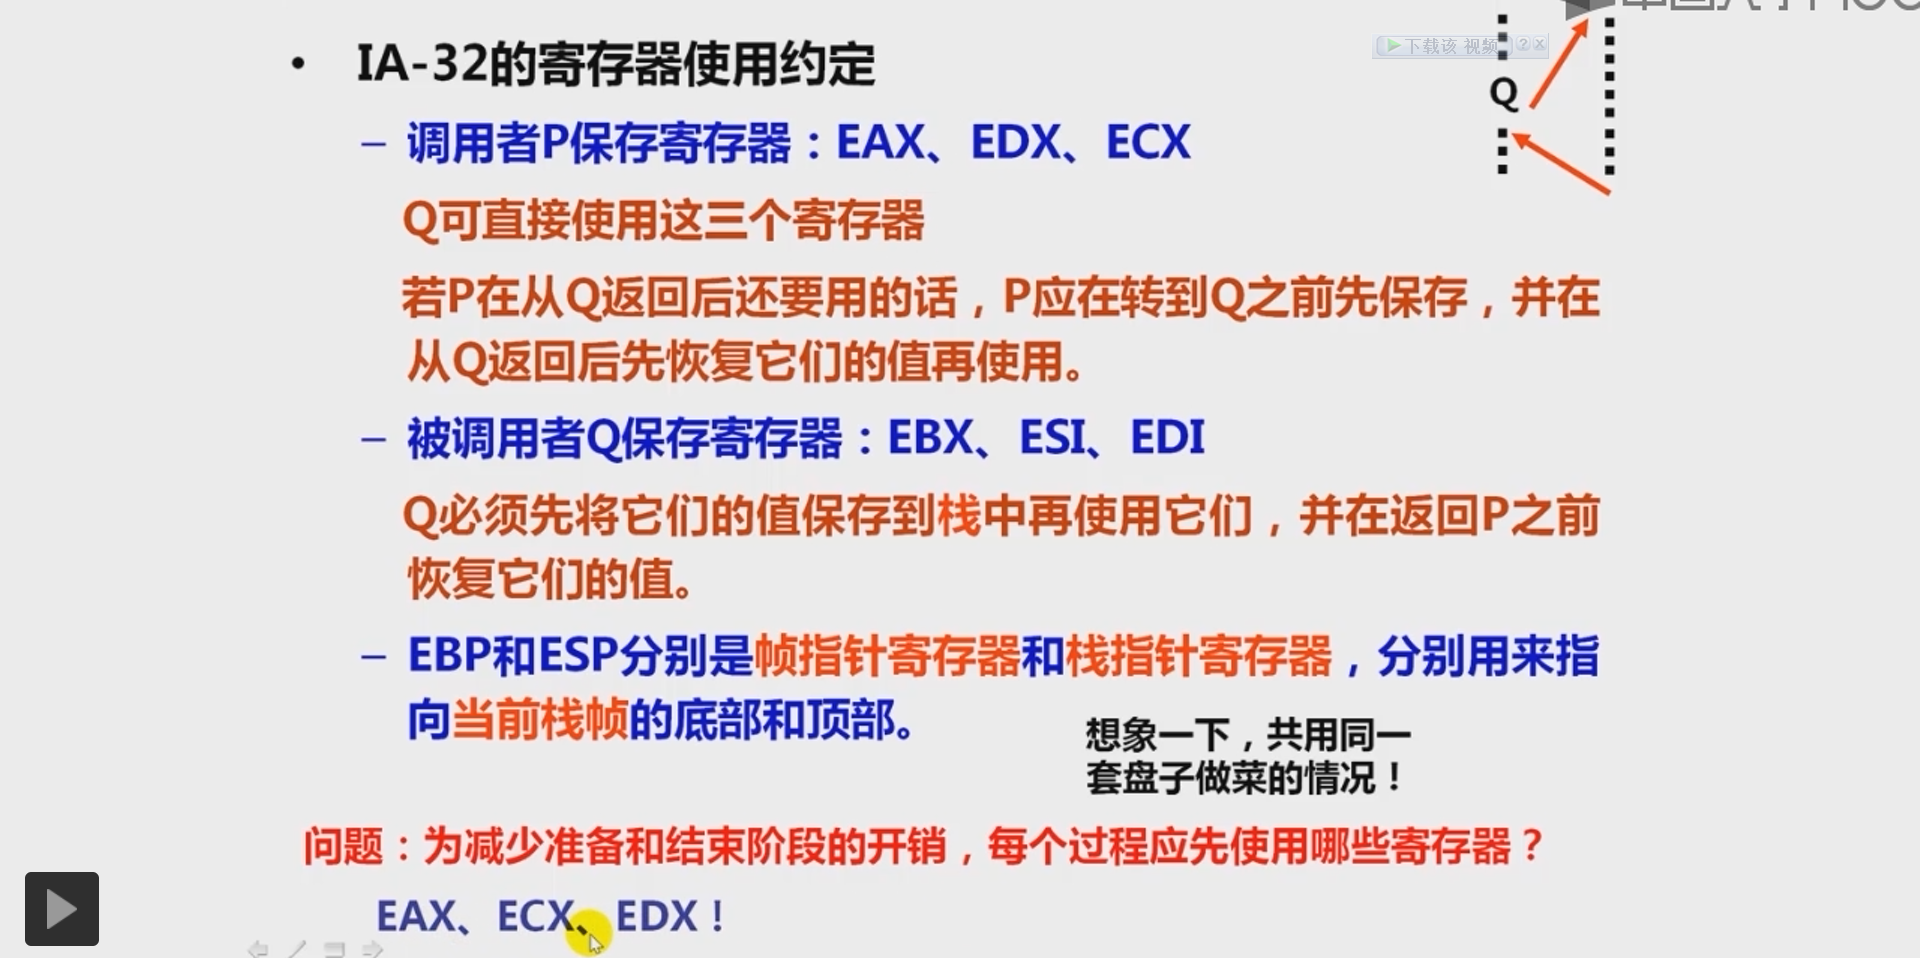 • IA-32的寄存器使用约定
下载该 视频
Q
– 调用者P保存寄存器：EAX、EDX、ECX
Q可直接使用这三个寄存器
若P在从Q返回后还要用的话，P应在转到Q之前先保存，并在
从Q返回后先恢复它们的值再使用。
– 被调用者Q保存寄存器：EBX、ESI、EDI
Q必须先将它们的值保存到栈中再使用它们，并在返回P之前
恢复它们的值。
– EBP和ESP分别是帧指针寄存器和栈指针寄存器，分别用来指
向当前栈帧的底部和顶部。
想象一下，共用同一
套盘子做菜的情况！
问题：为减少准备和结束阶段的开销，每个过程应先使用哪些寄存器？
EAX、ECX、EDX！